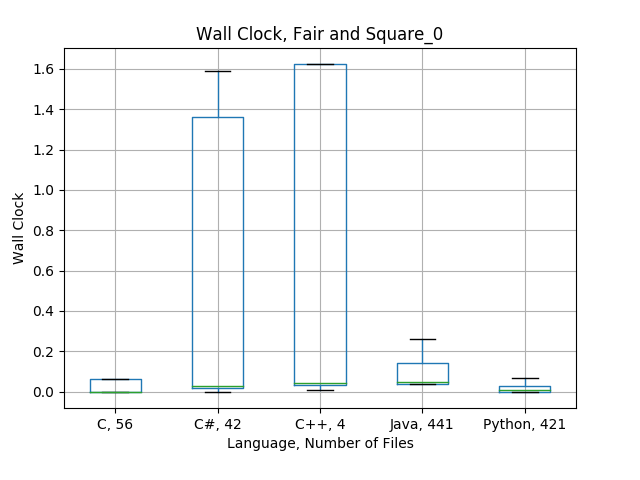 Wall Clock, Fair and Square_0
1.6
1.4
1.2
1.0
0.8
0.6
0.4
0.2
0.0
Wall Clock
C, 56 C#, 42 C++, 4 Java, 441 Python, 421
Language, Number of Files